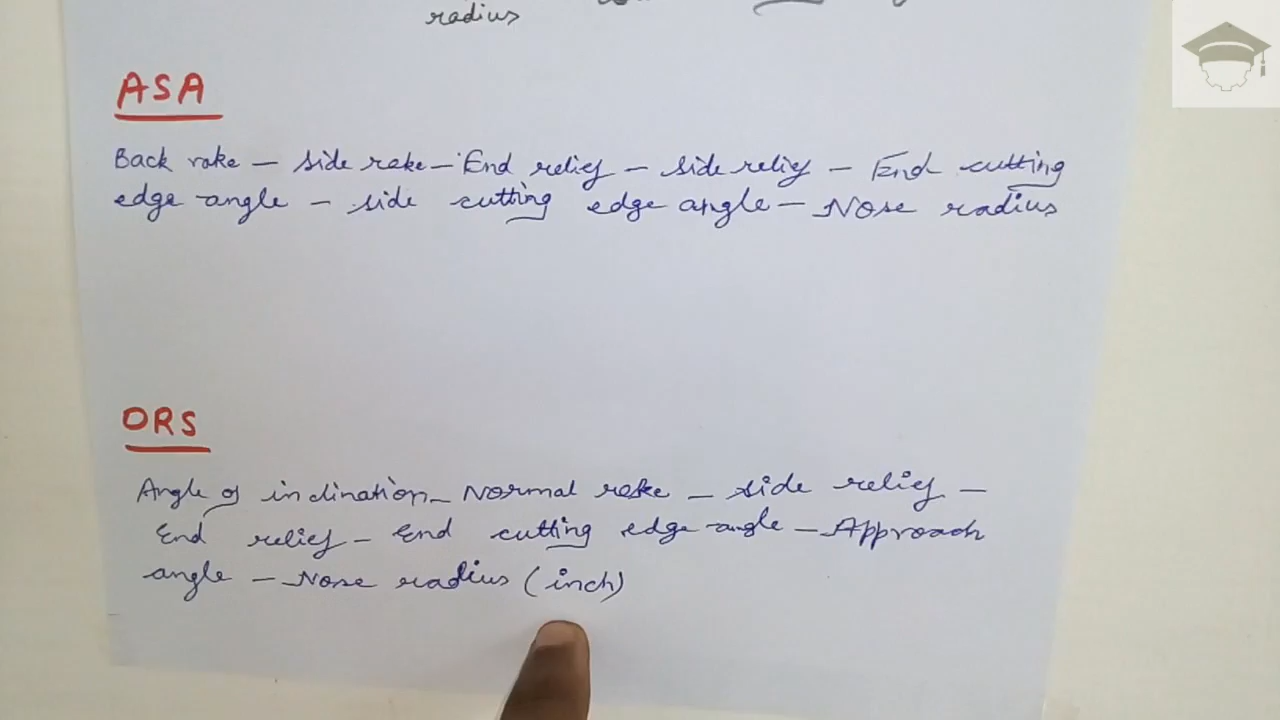 radius
ASA
Back rake - side rake - End relief - side relief - End cutting
edge angle - side cutting edge angle - Nose radius
ORS
Angle of inclination - Normal rake - side relief -
End relief - End cutting edge angle - Approach
angle - Nose radius (inch)